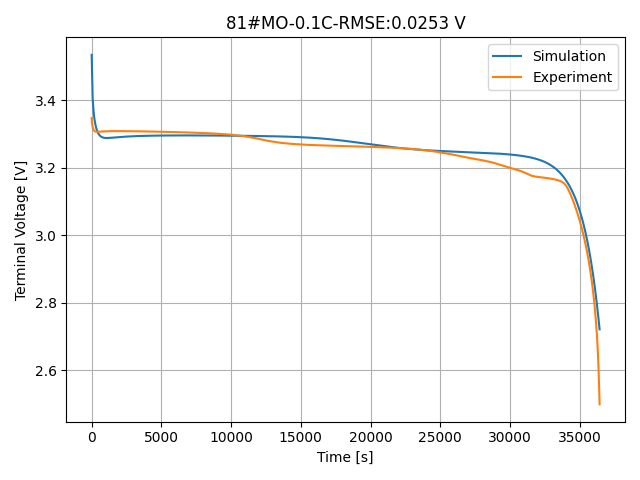 81#MO-0.1C-RMSE:0.0253 V
Simulation
Experiment
Terminal Voltage [V]
3.4
3.2
3.0
2.8
2.6
0 5000 10000 15000 20000 25000 30000 35000
Time [s]